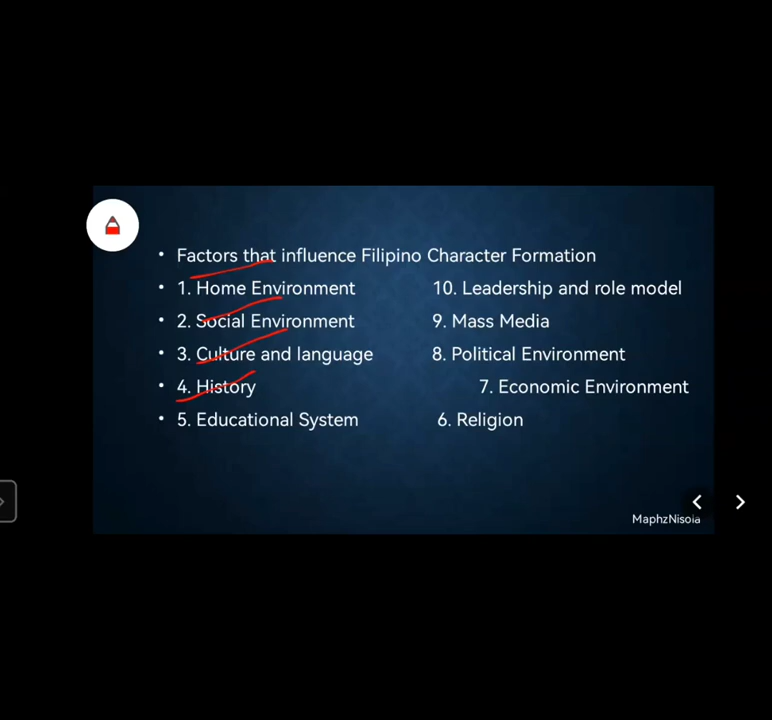 • Factors that influence Filipino Character Formation
• 1. Home Environment 10. Leadership and role model
• 2. Social Environment 9. Mass Media
• 3. Culture and language 8. Political Environment
• 4. History 7. Economic Environment
• 5. Educational System 6. Religion
MaphzNisola